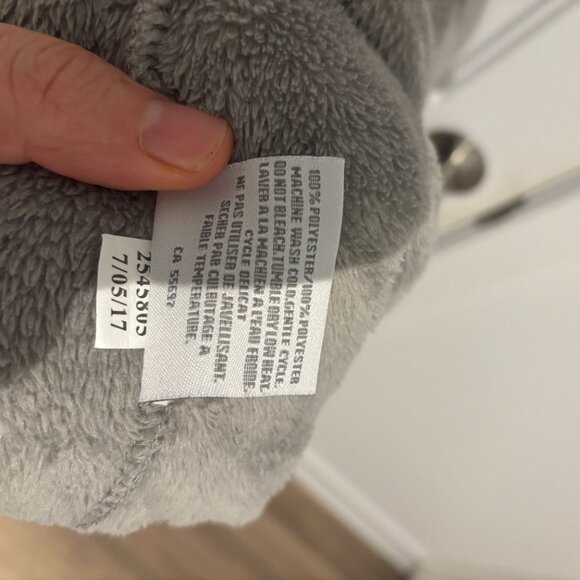 100% POLYESTER/100% POLYESTER
MACHINE WASH COLD.GENTLE CYCLE.
DO NOT BLEACH.TUMBLE DRY LOW HEAT.
LAVER A LA MACHIEN A L'EAU FROIDE.
CYCLE DELICAT
NE PAS UTILISER DE JAVELLISANT.
SECHER PAR CULBUTAGE A
FAIBLE TEMPERATURE.
CA 55697
2545805
7/05/17